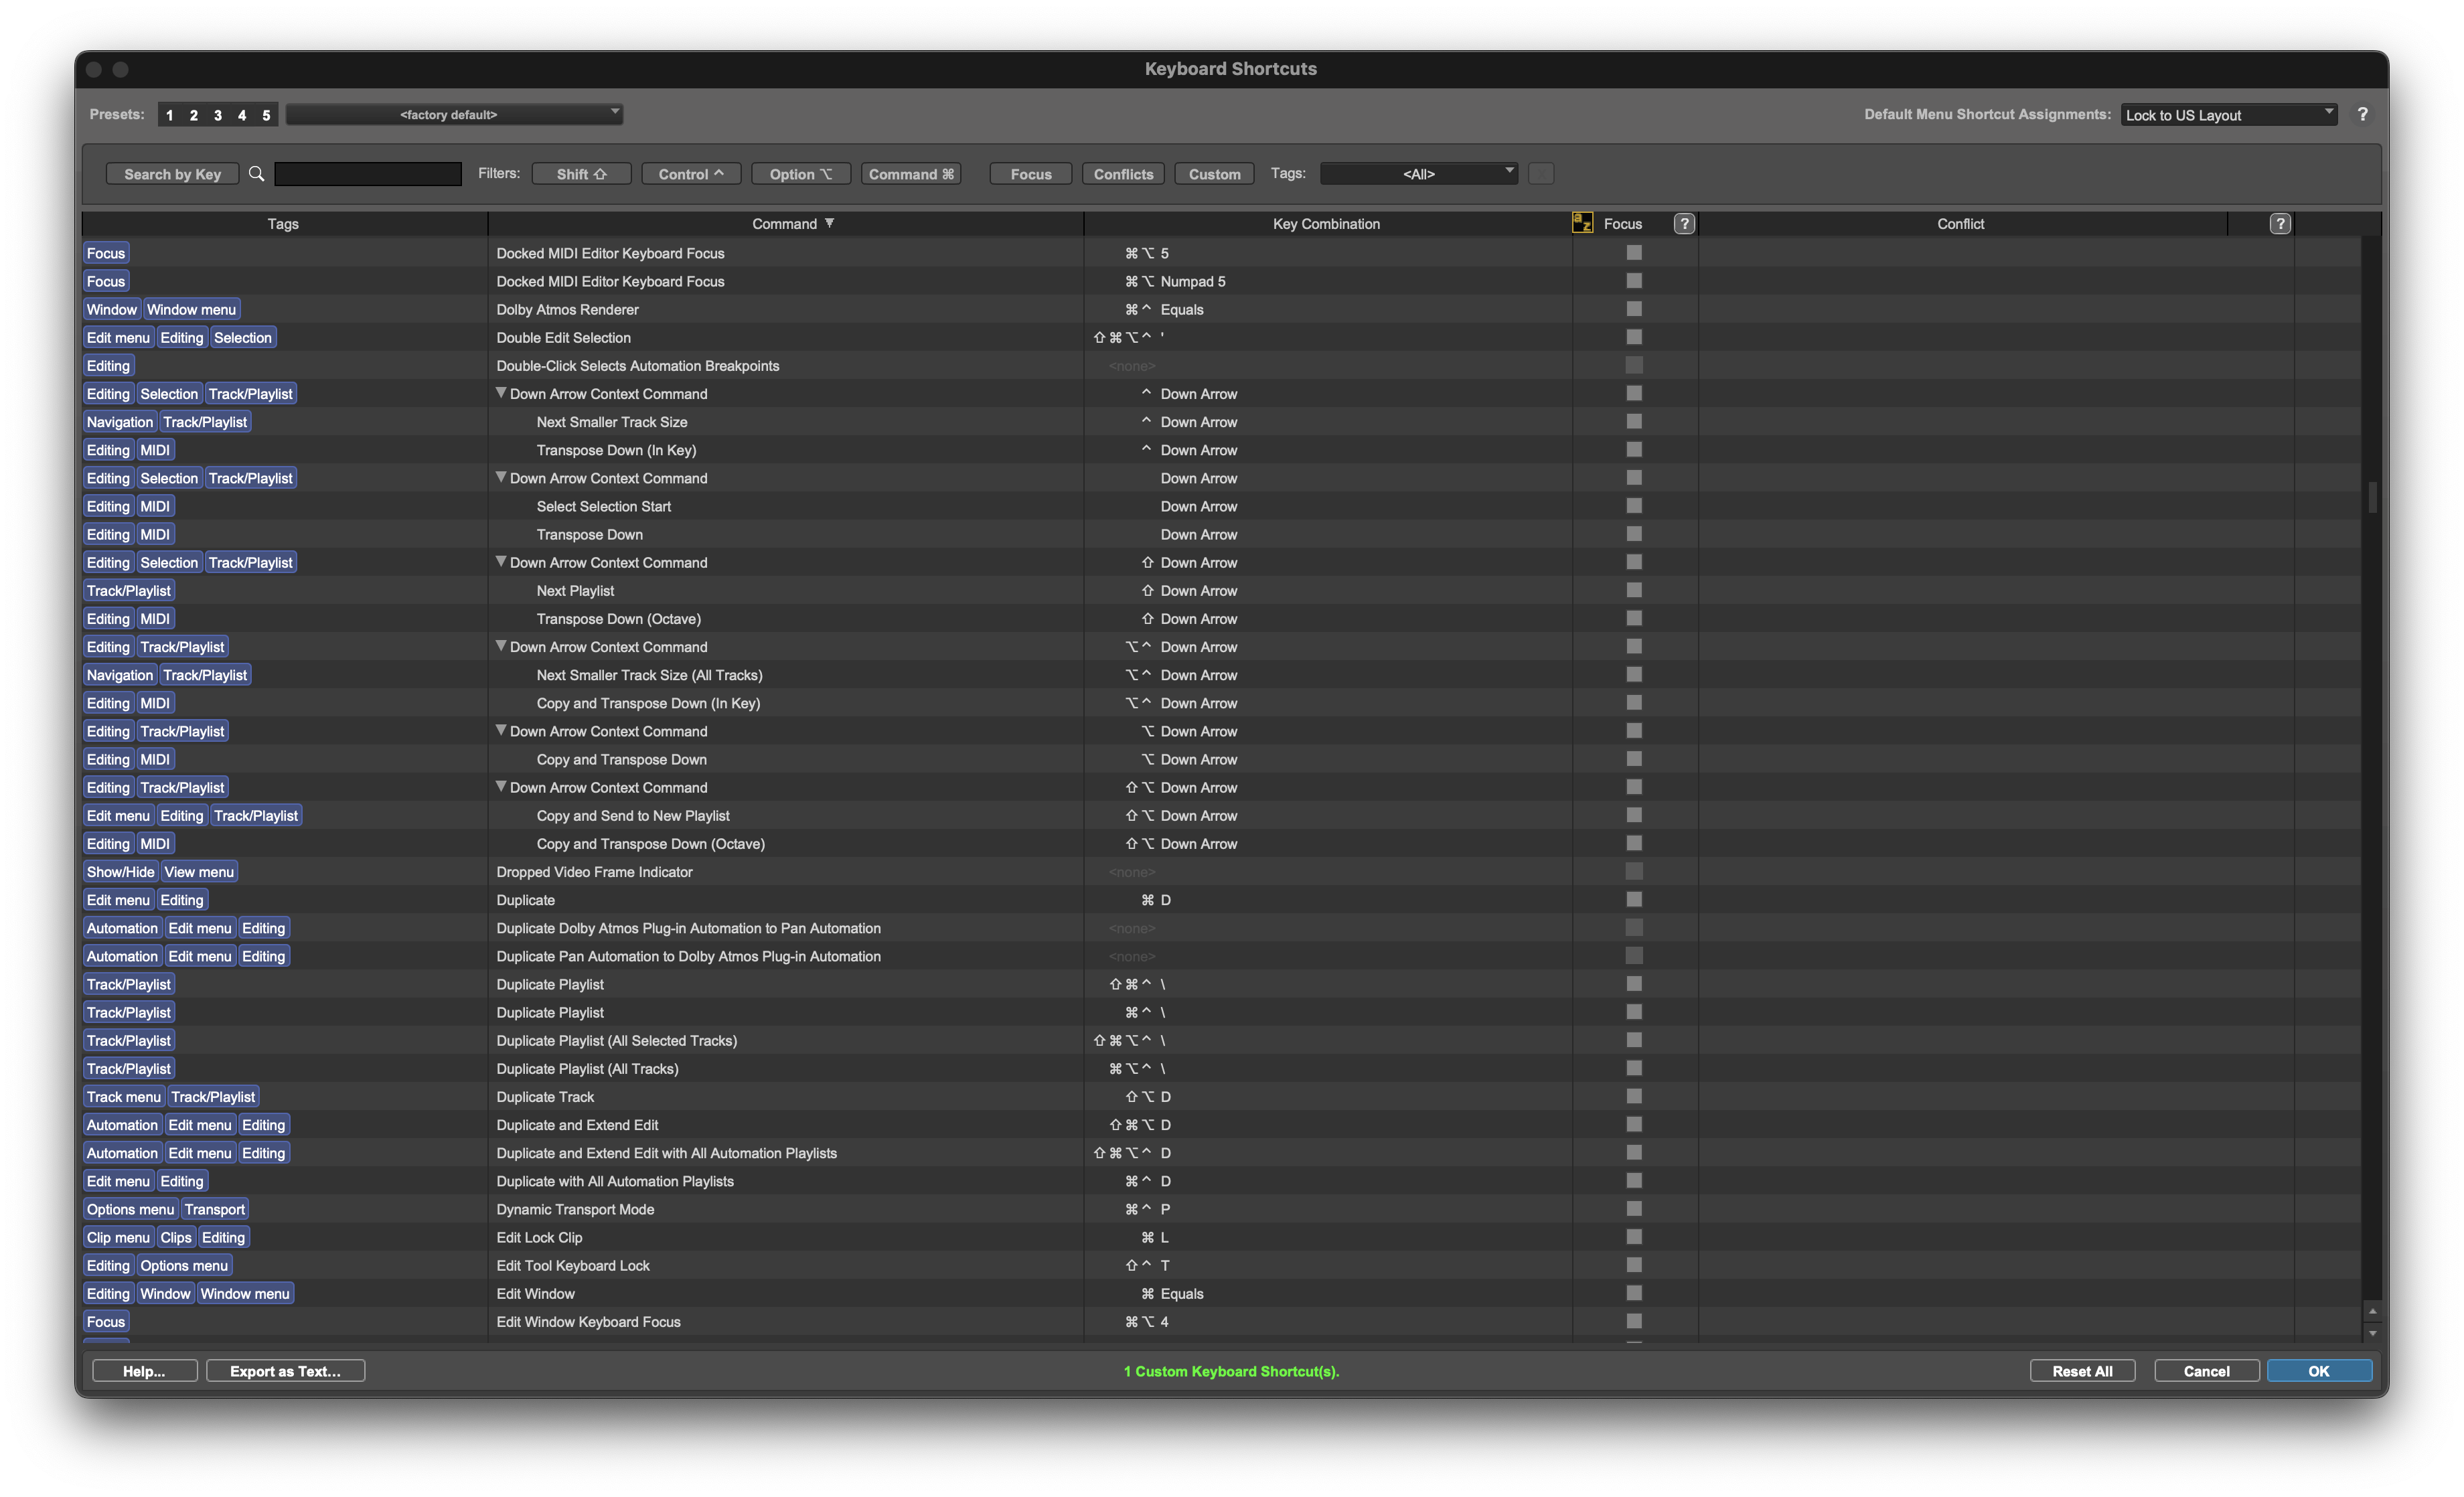 Keyboard Shortcuts
Presets: 1 2 3 4 5 <factory default> Default Menu Shortcut Assignments: Lock to US Layout ?
Search by Key Filters: Shift ⇧ Control ^ Option ⌥ Command ⌘ Focus Conflicts Custom Tags: <All>
Tags Command ▼ Key Combination a z Focus ? Conflict ?
Focus Docked MIDI Editor Keyboard Focus ⌘⌥ 5
Focus Docked MIDI Editor Keyboard Focus ⌘⌥ Numpad 5
Window Window menu Dolby Atmos Renderer ⌘^ Equals
Edit menu Editing Selection Double Edit Selection ⇧⌘⌥^ '
Editing Double-Click Selects Automation Breakpoints <none>
Editing Selection Track/Playlist ▼ Down Arrow Context Command ^ Down Arrow
Navigation Track/Playlist Next Smaller Track Size ^ Down Arrow
Editing MIDI Transpose Down (In Key) ^ Down Arrow
Editing Selection Track/Playlist ▼ Down Arrow Context Command Down Arrow
Editing MIDI Select Selection Start Down Arrow
Editing MIDI Transpose Down Down Arrow
Editing Selection Track/Playlist ▼ Down Arrow Context Command ⇧ Down Arrow
Track/Playlist Next Playlist ⇧ Down Arrow
Editing MIDI Transpose Down (Octave) ⇧ Down Arrow
Editing Track/Playlist ▼ Down Arrow Context Command ⌥^ Down Arrow
Navigation Track/Playlist Next Smaller Track Size (All Tracks) ⌥^ Down Arrow
Editing MIDI Copy and Transpose Down (In Key) ⌥^ Down Arrow
Editing Track/Playlist ▼ Down Arrow Context Command ⌥ Down Arrow
Editing MIDI Copy and Transpose Down ⌥ Down Arrow
Editing Track/Playlist ▼ Down Arrow Context Command ⇧⌥ Down Arrow
Edit menu Editing Track/Playlist Copy and Send to New Playlist ⇧⌥ Down Arrow
Editing MIDI Copy and Transpose Down (Octave) ⇧⌥ Down Arrow
Show/Hide View menu Dropped Video Frame Indicator <none>
Edit menu Editing Duplicate ⌘ D
Automation Edit menu Editing Duplicate Dolby Atmos Plug-in Automation to Pan Automation <none>
Automation Edit menu Editing Duplicate Pan Automation to Dolby Atmos Plug-in Automation <none>
Track/Playlist Duplicate Playlist ⇧⌘^ \
Track/Playlist Duplicate Playlist ⌘^ \
Track/Playlist Duplicate Playlist (All Selected Tracks) ⇧⌘⌥^ \
Track/Playlist Duplicate Playlist (All Tracks) ⌘⌥^ \
Track menu Track/Playlist Duplicate Track ⇧⌥ D
Automation Edit menu Editing Duplicate and Extend Edit ⇧⌘⌥ D
Automation Edit menu Editing Duplicate and Extend Edit with All Automation Playlists ⇧⌘⌥^ D
Edit menu Editing Duplicate with All Automation Playlists ⌘^ D
Options menu Transport Dynamic Transport Mode ⌘^ P
Clip menu Clips Editing Edit Lock Clip ⌘ L
Editing Options menu Edit Tool Keyboard Lock ⇧^ T
Editing Window Window menu Edit Window ⌘ Equals
Focus Edit Window Keyboard Focus ⌘⌥ 4
Help... Export as Text... 1 Custom Keyboard Shortcut(s). Reset All Cancel OK